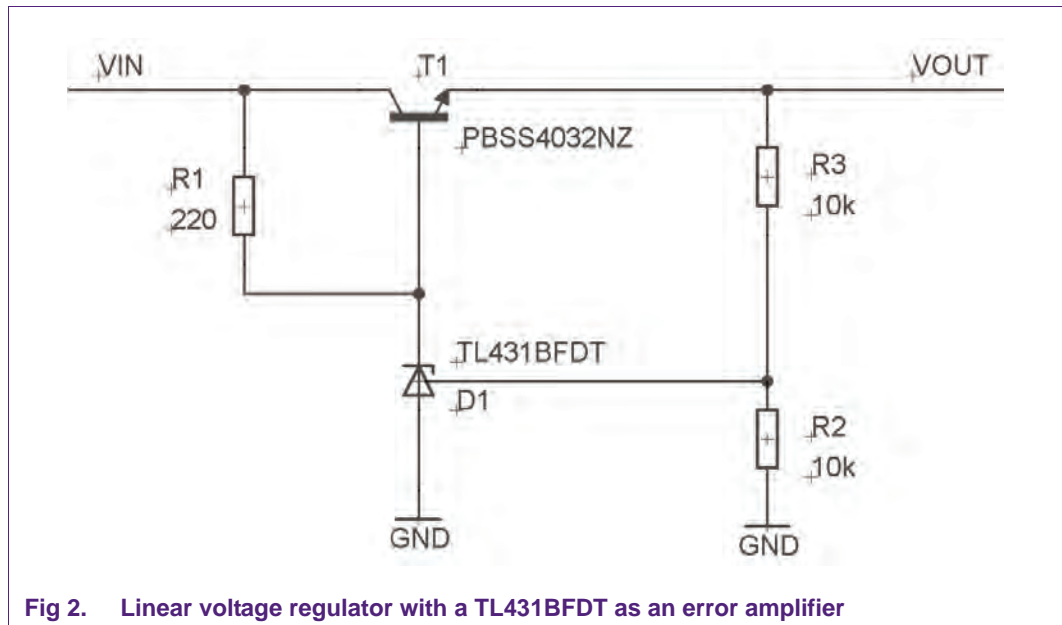 VIN
T1
VOUT
PBSS4032NZ
R1
220
R3
10k
TL431BFDT
D1
R2
10k
GND
GND
Fig 2. Linear voltage regulator with a TL431BFDT as an error amplifier